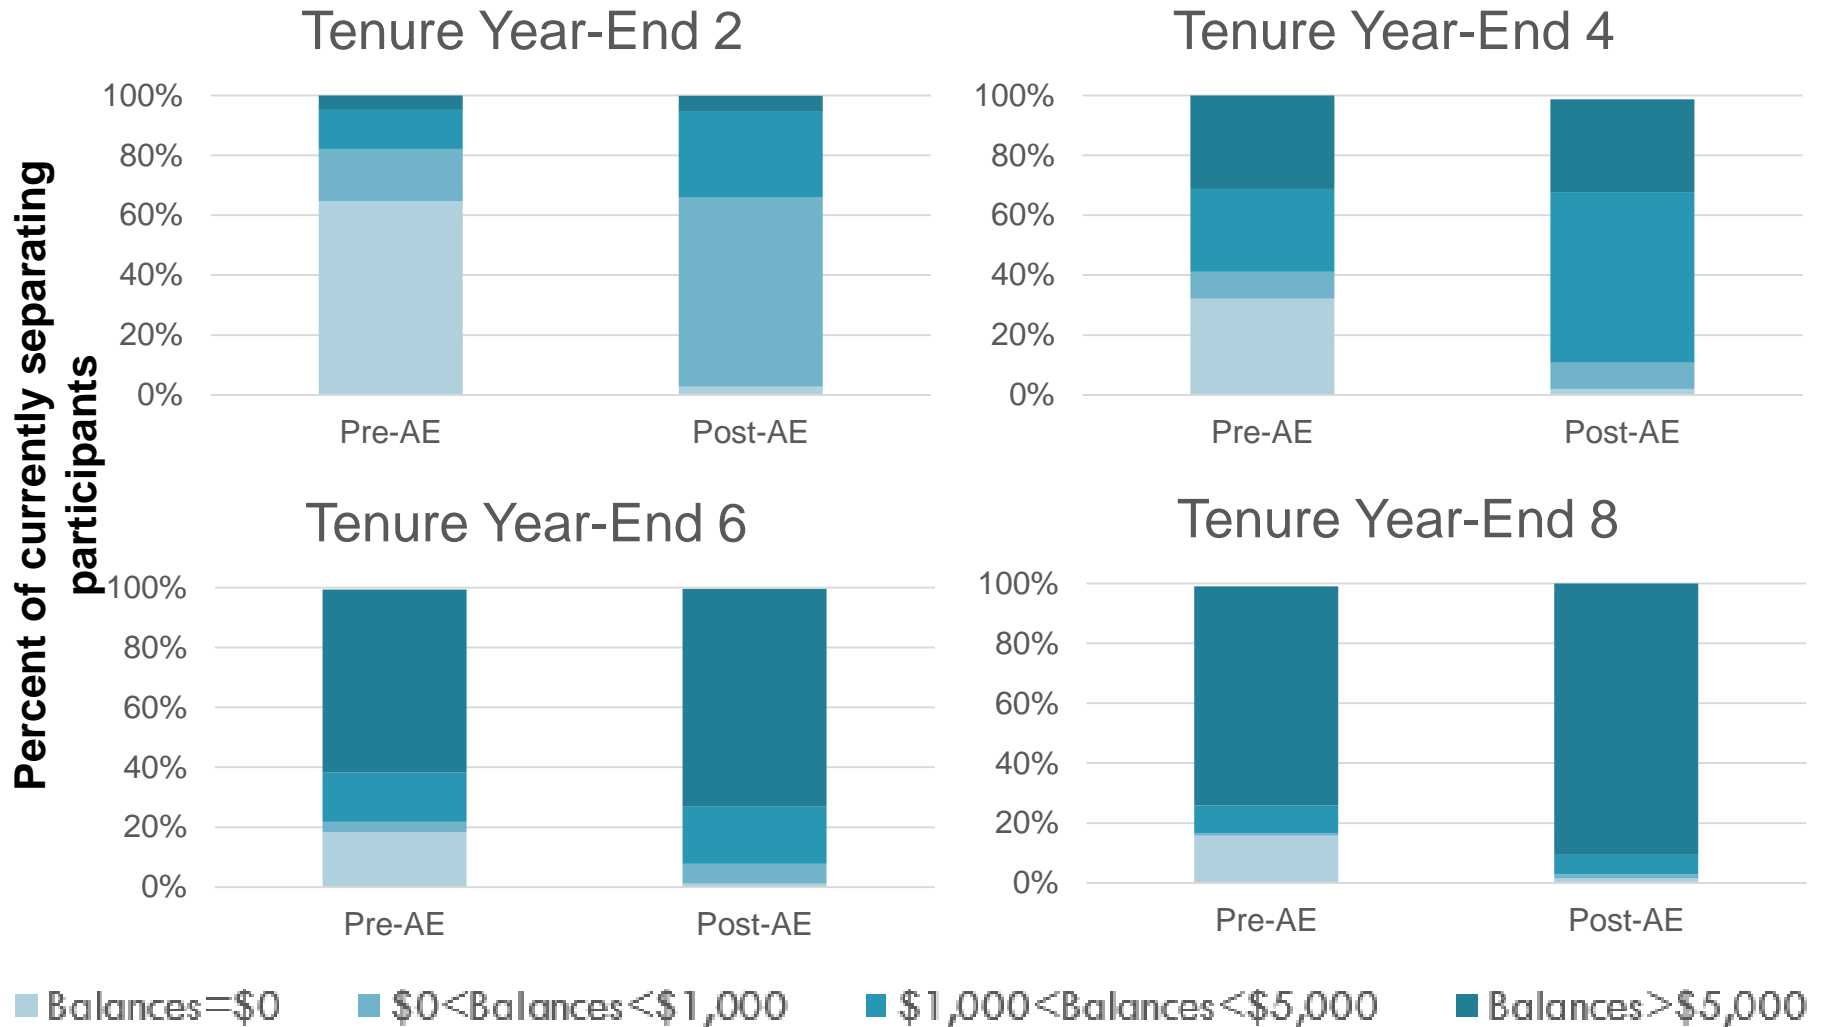 Tenure Year-End 2
100%
80%
60%
40%
20%
0%
Pre-AE Post-AE
Tenure Year-End 4
100%
80%
60%
40%
20%
0%
Pre-AE Post-AE
Percent of currently separating
participants
Tenure Year-End 6
100%
80%
60%
40%
20%
0%
Pre-AE Post-AE
Tenure Year-End 8
100%
80%
60%
40%
20%
0%
Pre-AE Post-AE
Balances=$0 $0<Balances<$1,000 $1,000<Balances<$5,000 Balances>$5,000